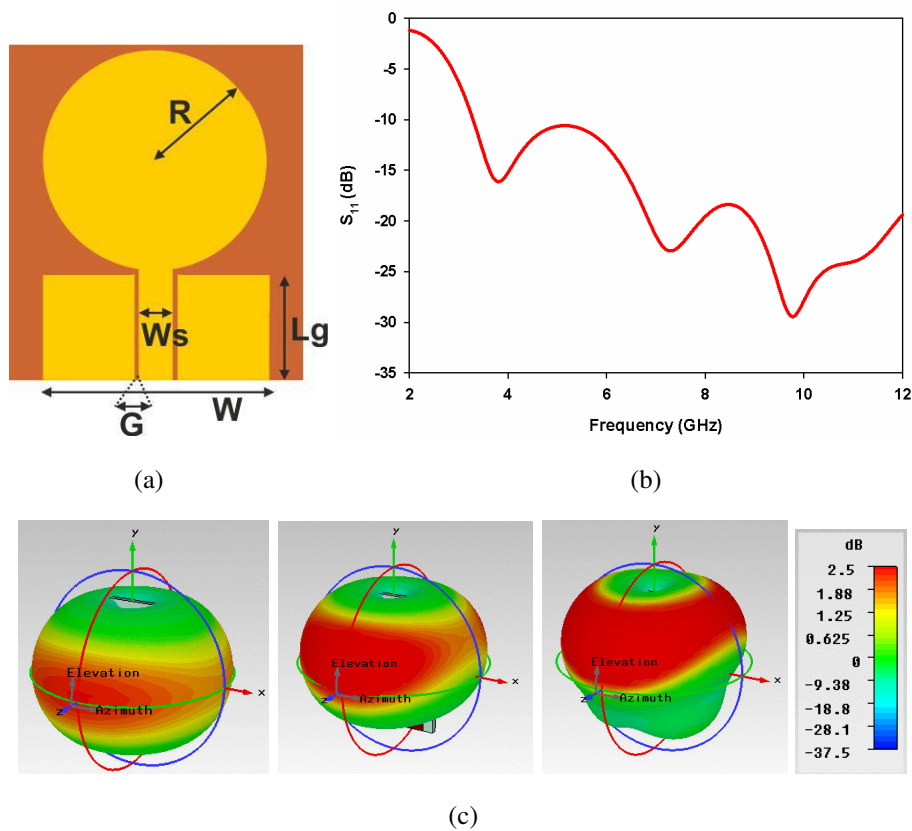 R
Ws
Lg
W
G
(a)
0
-5
-10
-15
-20
-25
-30
-35
S11 (dB)
2 4 6 8 10 12
Frequency (GHz)
(b)
y
Elevation
Azimuth
z
x
y
Elevation
Azimuth
z
x
y
Elevation
Azimuth
z
x
dB
2.5
1.88
1.25
0.625
0
-9.38
-18.8
-28.1
-37.5
(c)